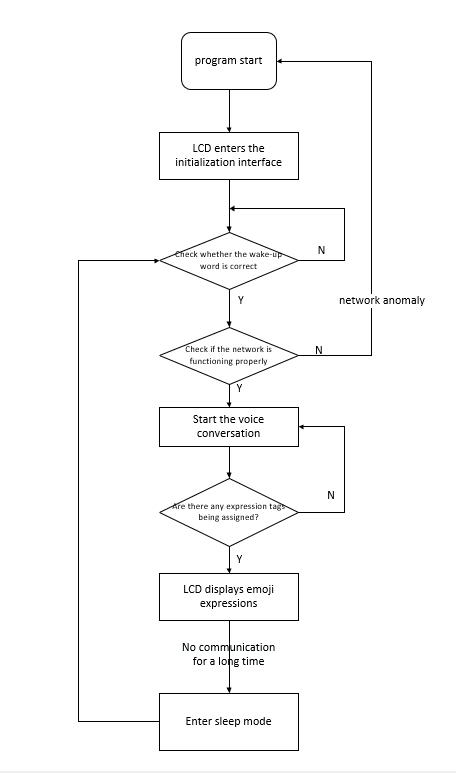 program start
LCD enters the
initialization interface
Check whether the wake-up
word is correct
N
Y
network anomaly
Check if the network is
functioning properly
N
Y
Start the voice
conversation
N
Are there any expression tags
being assigned?
Y
LCD displays emoji
expressions
No communication
for a long time
Enter sleep mode